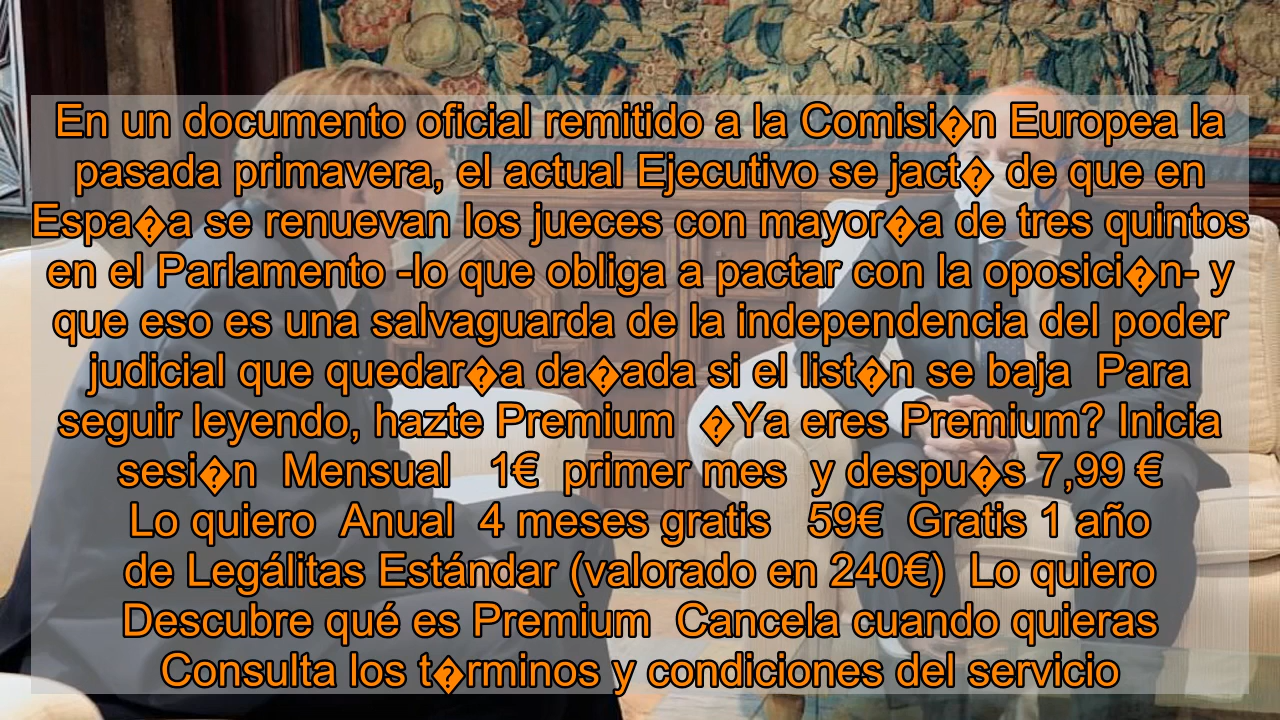 En un documento oficial remitido a la Comisi�n Europea la
pasada primavera, el actual Ejecutivo se jact� de que en
Espa�a se renuevan los jueces con mayor�a de tres quintos
en el Parlamento -lo que obliga a pactar con la oposici�n- y
que eso es una salvaguarda de la independencia del poder
judicial que quedar�a da�ada si el list�n se baja  Para
seguir leyendo, hazte Premium  �Ya eres Premium? Inicia
sesi�n  Mensual   1€  primer mes  y despu�s 7,99 €
Lo quiero  Anual  4 meses gratis   59€  Gratis 1 año
de Legálitas Estándar (valorado en 240€)  Lo quiero
Descubre qué es Premium  Cancela cuando quieras
Consulta los t�rminos y condiciones del servicio